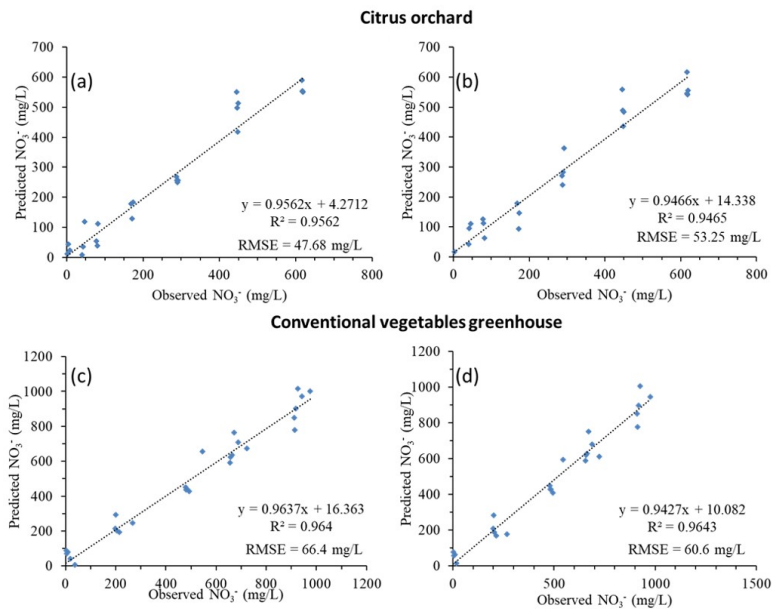 Citrus orchard
(a)
Predicted NO₃⁻ (mg/L)
700
600
500
400
300
200
100
0
y = 0.9562x + 4.2712
R² = 0.9562
RMSE = 47.68 mg/L
0 200 400 600 800
Observed NO₃⁻ (mg/L)
(b)
Predicted NO₃⁻ (mg/L)
700
600
500
400
300
200
100
0
y = 0.9466x + 14.338
R² = 0.9465
RMSE = 53.25 mg/L
0 200 400 600 800
Observed NO₃⁻ (mg/L)
Conventional vegetables greenhouse
(c)
Predicted NO₃⁻ (mg/L)
1200
1000
800
600
400
200
0
y = 0.9637x + 16.363
R² = 0.964
RMSE = 66.4 mg/L
0 200 400 600 800 1000 1200
Observed NO₃⁻ (mg/L)
(d)
Predicted NO₃⁻ (mg/L)
1200
1000
800
600
400
200
0
y = 0.9427x + 10.082
R² = 0.9643
RMSE = 60.6 mg/L
0 500 1000 1500
Observed NO₃⁻ (mg/L)